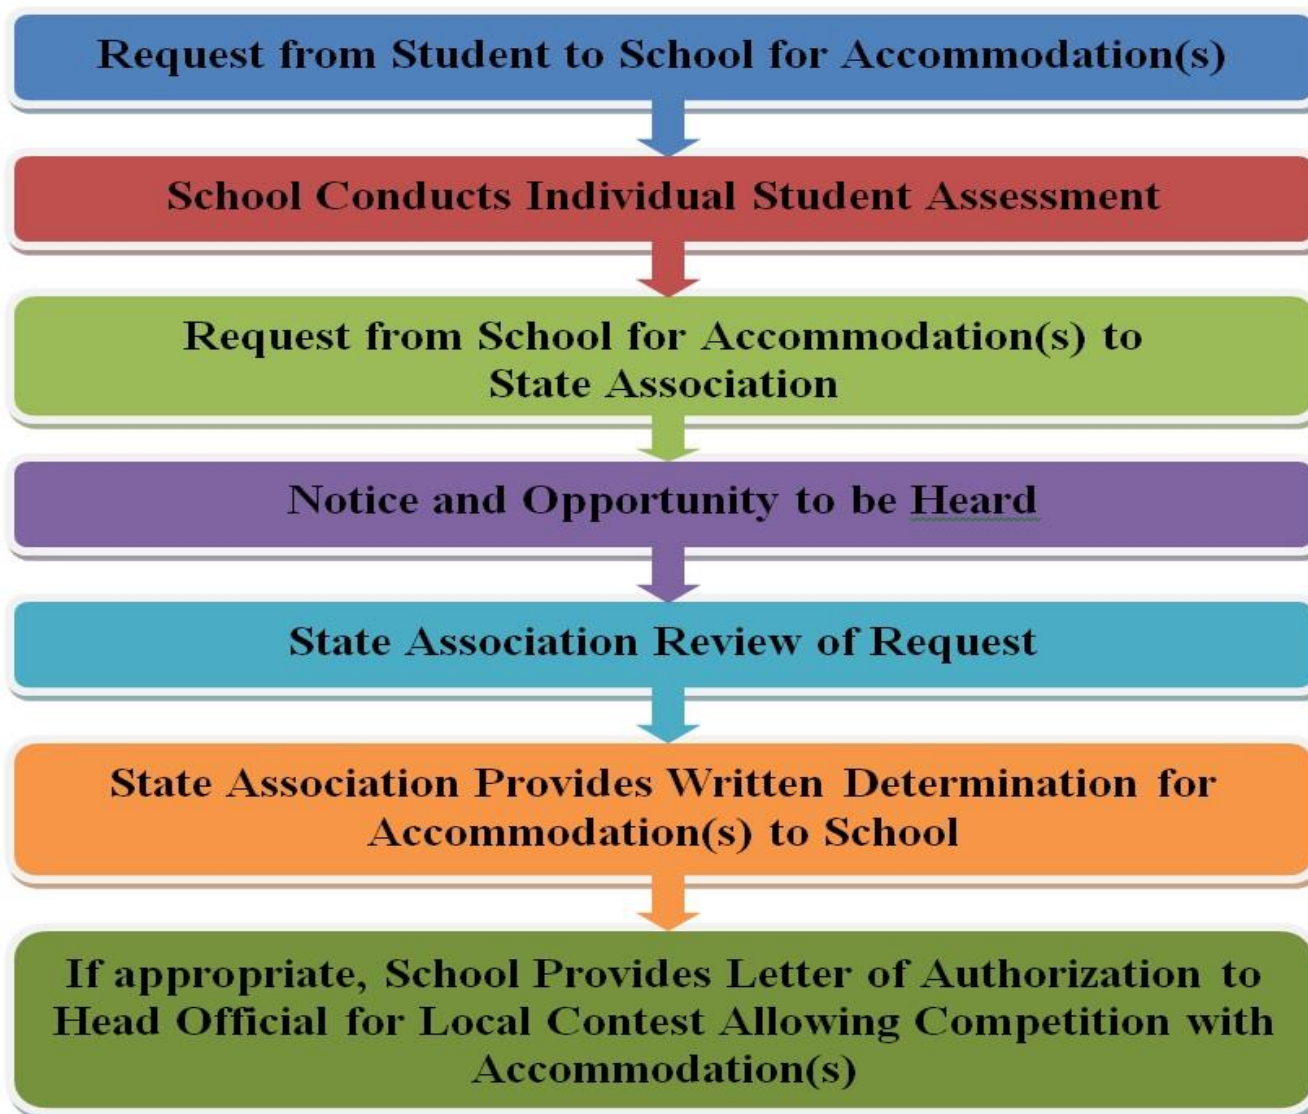 Request from Student to School for Accommodation(s)
School Conducts Individual Student Assessment
Request from School for Accommodation(s) to
State Association
Notice and Opportunity to be Heard
State Association Review of Request
State Association Provides Written Determination for
Accommodation(s) to School
If appropriate, School Provides Letter of Authorization to
Head Official for Local Contest Allowing Competition with
Accommodation(s)